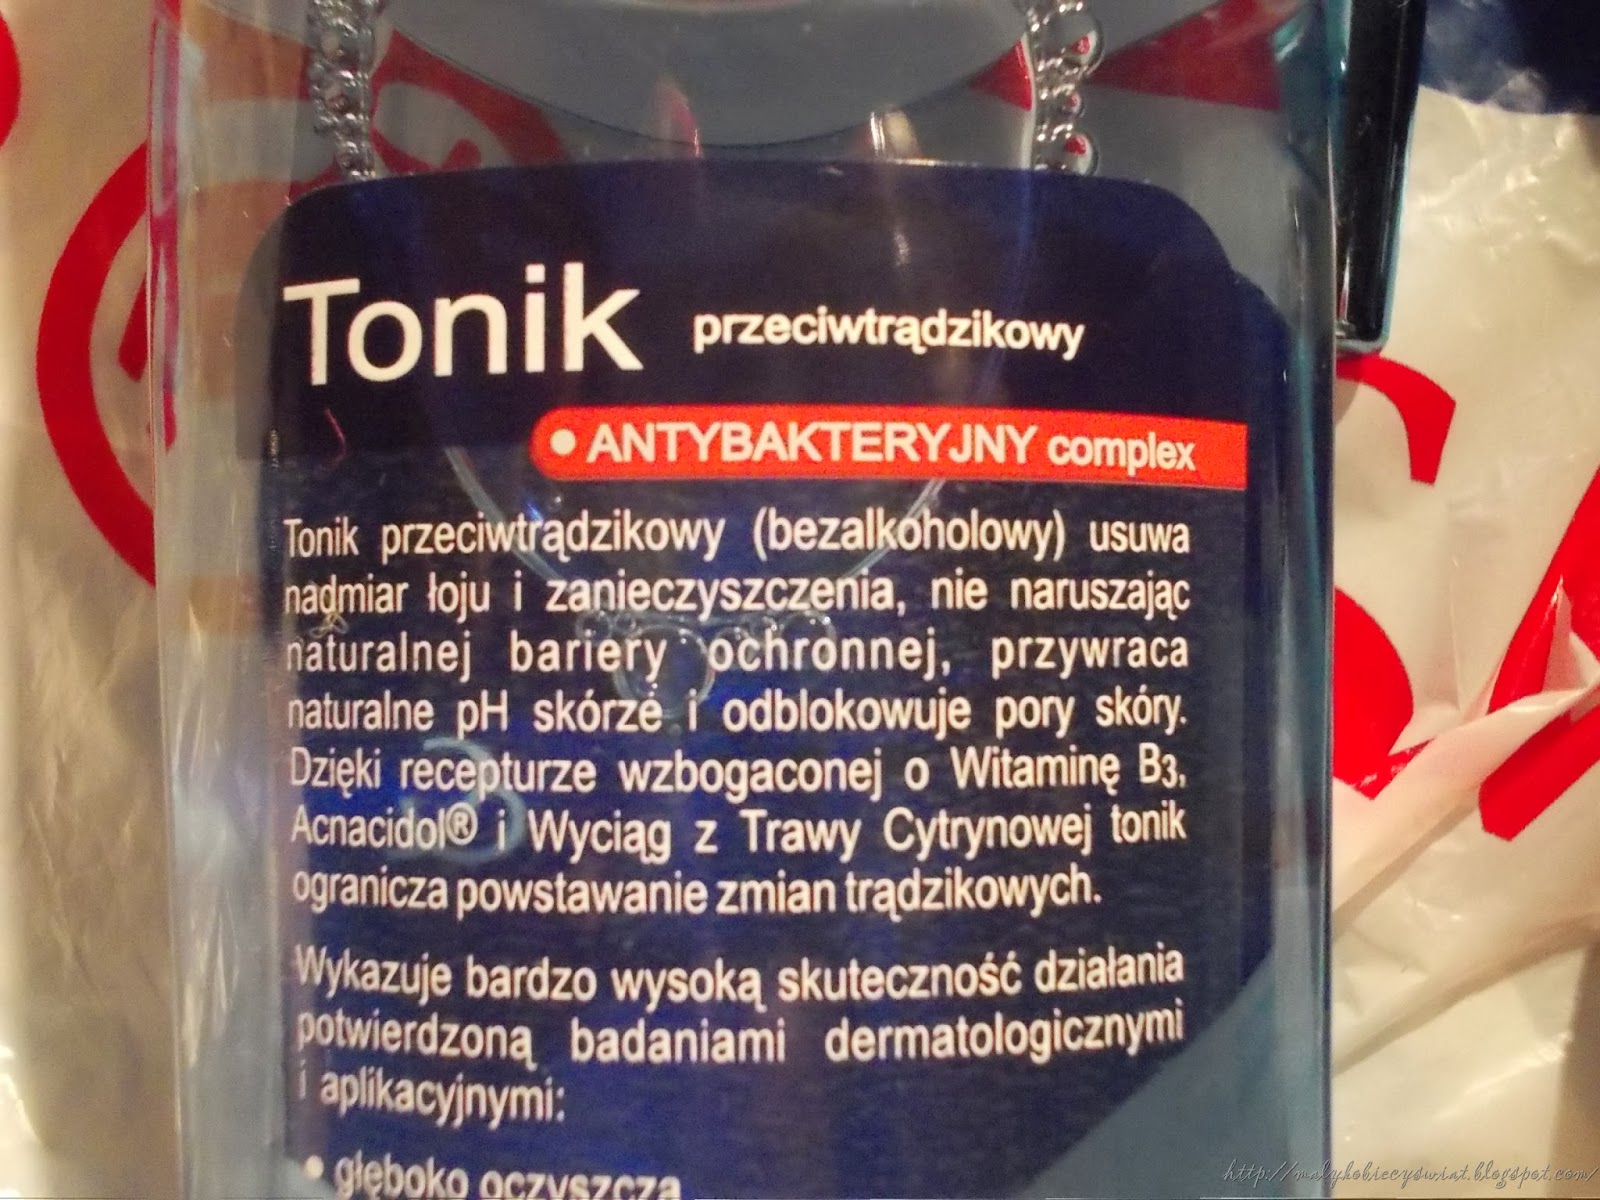 Tonik przeciwtrądzikowy
• ANTYBAKTERYJNY complex
Tonik przeciwtrądzikowy (bezalkoholowy) usuwa
nadmiar łoju i zanieczyszczenia, nie naruszając
naturalnej bariery ochronnej, przywraca
naturalne pH skórze i odblokowuje pory skóry.
Dzięki recepturze wzbogaconej o Witaminę B3,
Acnacidol® i Wyciąg z Trawy Cytrynowej tonik
ogranicza powstawanie zmian trądzikowych.
Wykazuje bardzo wysoką skuteczność działania
potwierdzoną badaniami dermatologicznymi
i aplikacyjnymi:
• głęboko oczyszcza
http://malykobiecyswiat.blogspot.com/